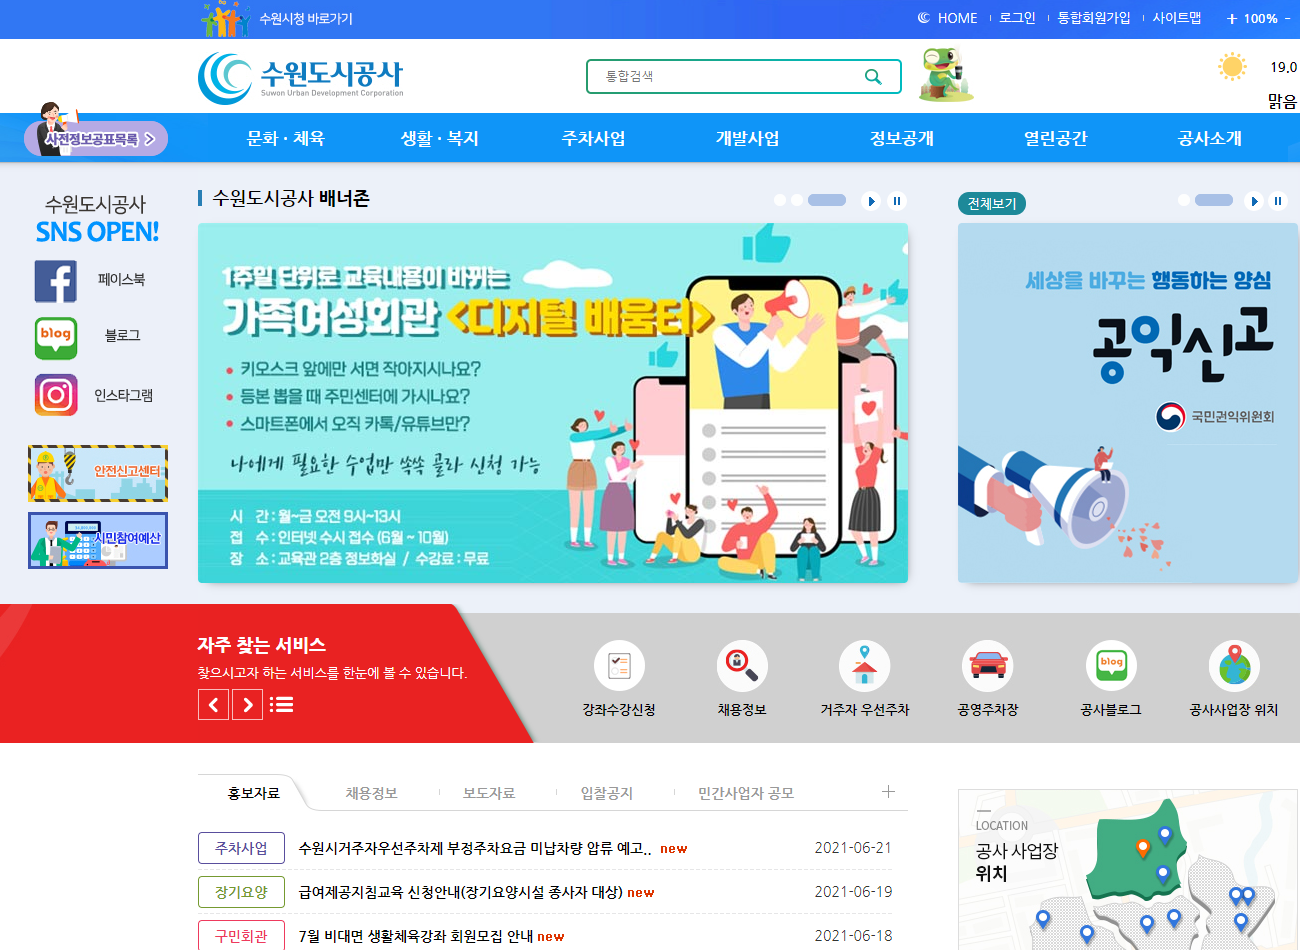 수원시청 바로가기
HOME 로그인 통합회원가입 사이트맵 + 100% -
수원도시공사
Suwon Urban Development Corporation
통합검색
19.0
맑음
사전정보공표목록
문화 · 체육 생활 · 복지 주차사업 개발사업 정보공개 열린공간 공사소개
수원도시공사
SNS OPEN!
페이스북
blog
블로그
인스타그램
안전신고센터
시민참여예산
수원도시공사 배너존
1주일 단위로 교육내용이 바뀌는
가족여성회관 <디지털 배움터>
• 키오스크 앞에만 서면 작아지시나요?
• 등본 뽑을 때 주민센터에 가시나요?
• 스마트폰에서 오직 카톡/유튜브만?
나에게 필요한 수업만 쏙쏙 골라 신청 가능
시 간 : 월~금 오전 9시~13시
접 수 : 인터넷 수시 접수 (6월 ~ 10월)
장 소 : 교육관 2층 정보화실 / 수강료 : 무료
전체보기
세상을 바꾸는 행동하는 양심
공익신고
국민권익위원회
자주 찾는 서비스
찾으시고자 하는 서비스를 한눈에 볼 수 있습니다.
blog
강좌수강신청 채용정보 거주자 우선주차 공영주차장 공사블로그 공사사업장 위치
홍보자료 채용정보 보도자료 입찰공지 민간사업자 공모
주차사업 수원시거주자우선주차제 부정주차요금 미납차량 압류 예고.. new 2021-06-21
장기요양 급여제공지침교육 신청안내(장기요양시설 종사자 대상) new 2021-06-19
구민회관 7월 비대면 생활체육강좌 회원모집 안내 new 2021-06-18
LOCATION
공사 사업장
위치